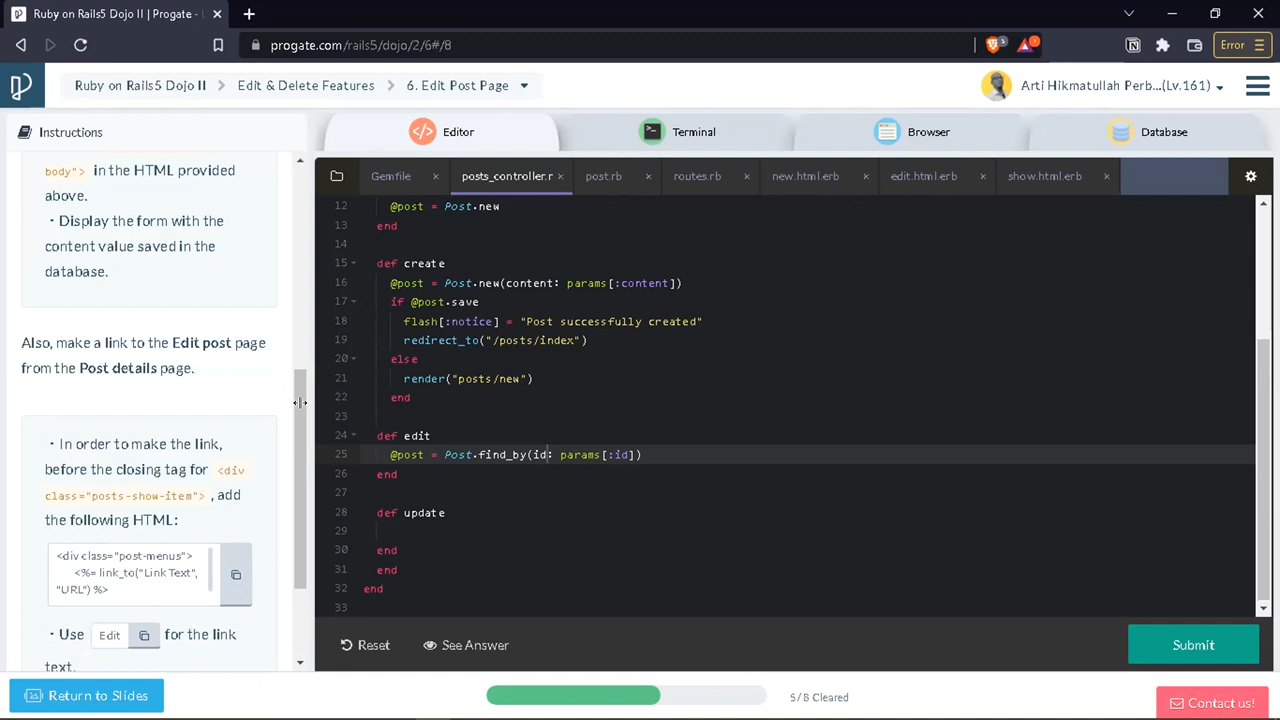 Ruby on Rails5 Dojo II | Progate - L
progate.com/rails5/dojo/2/6#/8
Error
Ruby on Rails5 Dojo II
Edit & Delete Features
6. Edit Post Page
Arti Hikmatullah Perb...(Lv.161)
Instructions
Editor
Terminal
Browser
Database
Gemfile
posts_controller.r
post.rb
routes.rb
new.html.erb
edit.html.erb
show.html.erb
body"> in the HTML provided
above.
・Display the form with the
content value saved in the
database.
Also, make a link to the Edit post page
from the Post details page.
・In order to make the link,
before the closing tag for <div
class="posts-show-item"> , add
the following HTML:
<div class="post-menus">
<%= link_to("Link Text",
"URL") %>
・Use Edit for the link
text.
12 @post = Post.new
13 end
14
15 def create
16 @post = Post.new(content: params[:content])
17 if @post.save
18 flash[:notice] = "Post successfully created"
19 redirect_to("/posts/index")
20 else
21 render("posts/new")
22 end
23
24 def edit
25 @post = Post.find_by(id: params[:id])
26 end
27
28 def update
29
30 end
31 end
32 end
33
Reset
See Answer
Submit
Return to Slides
5/8 Cleared
Contact us!